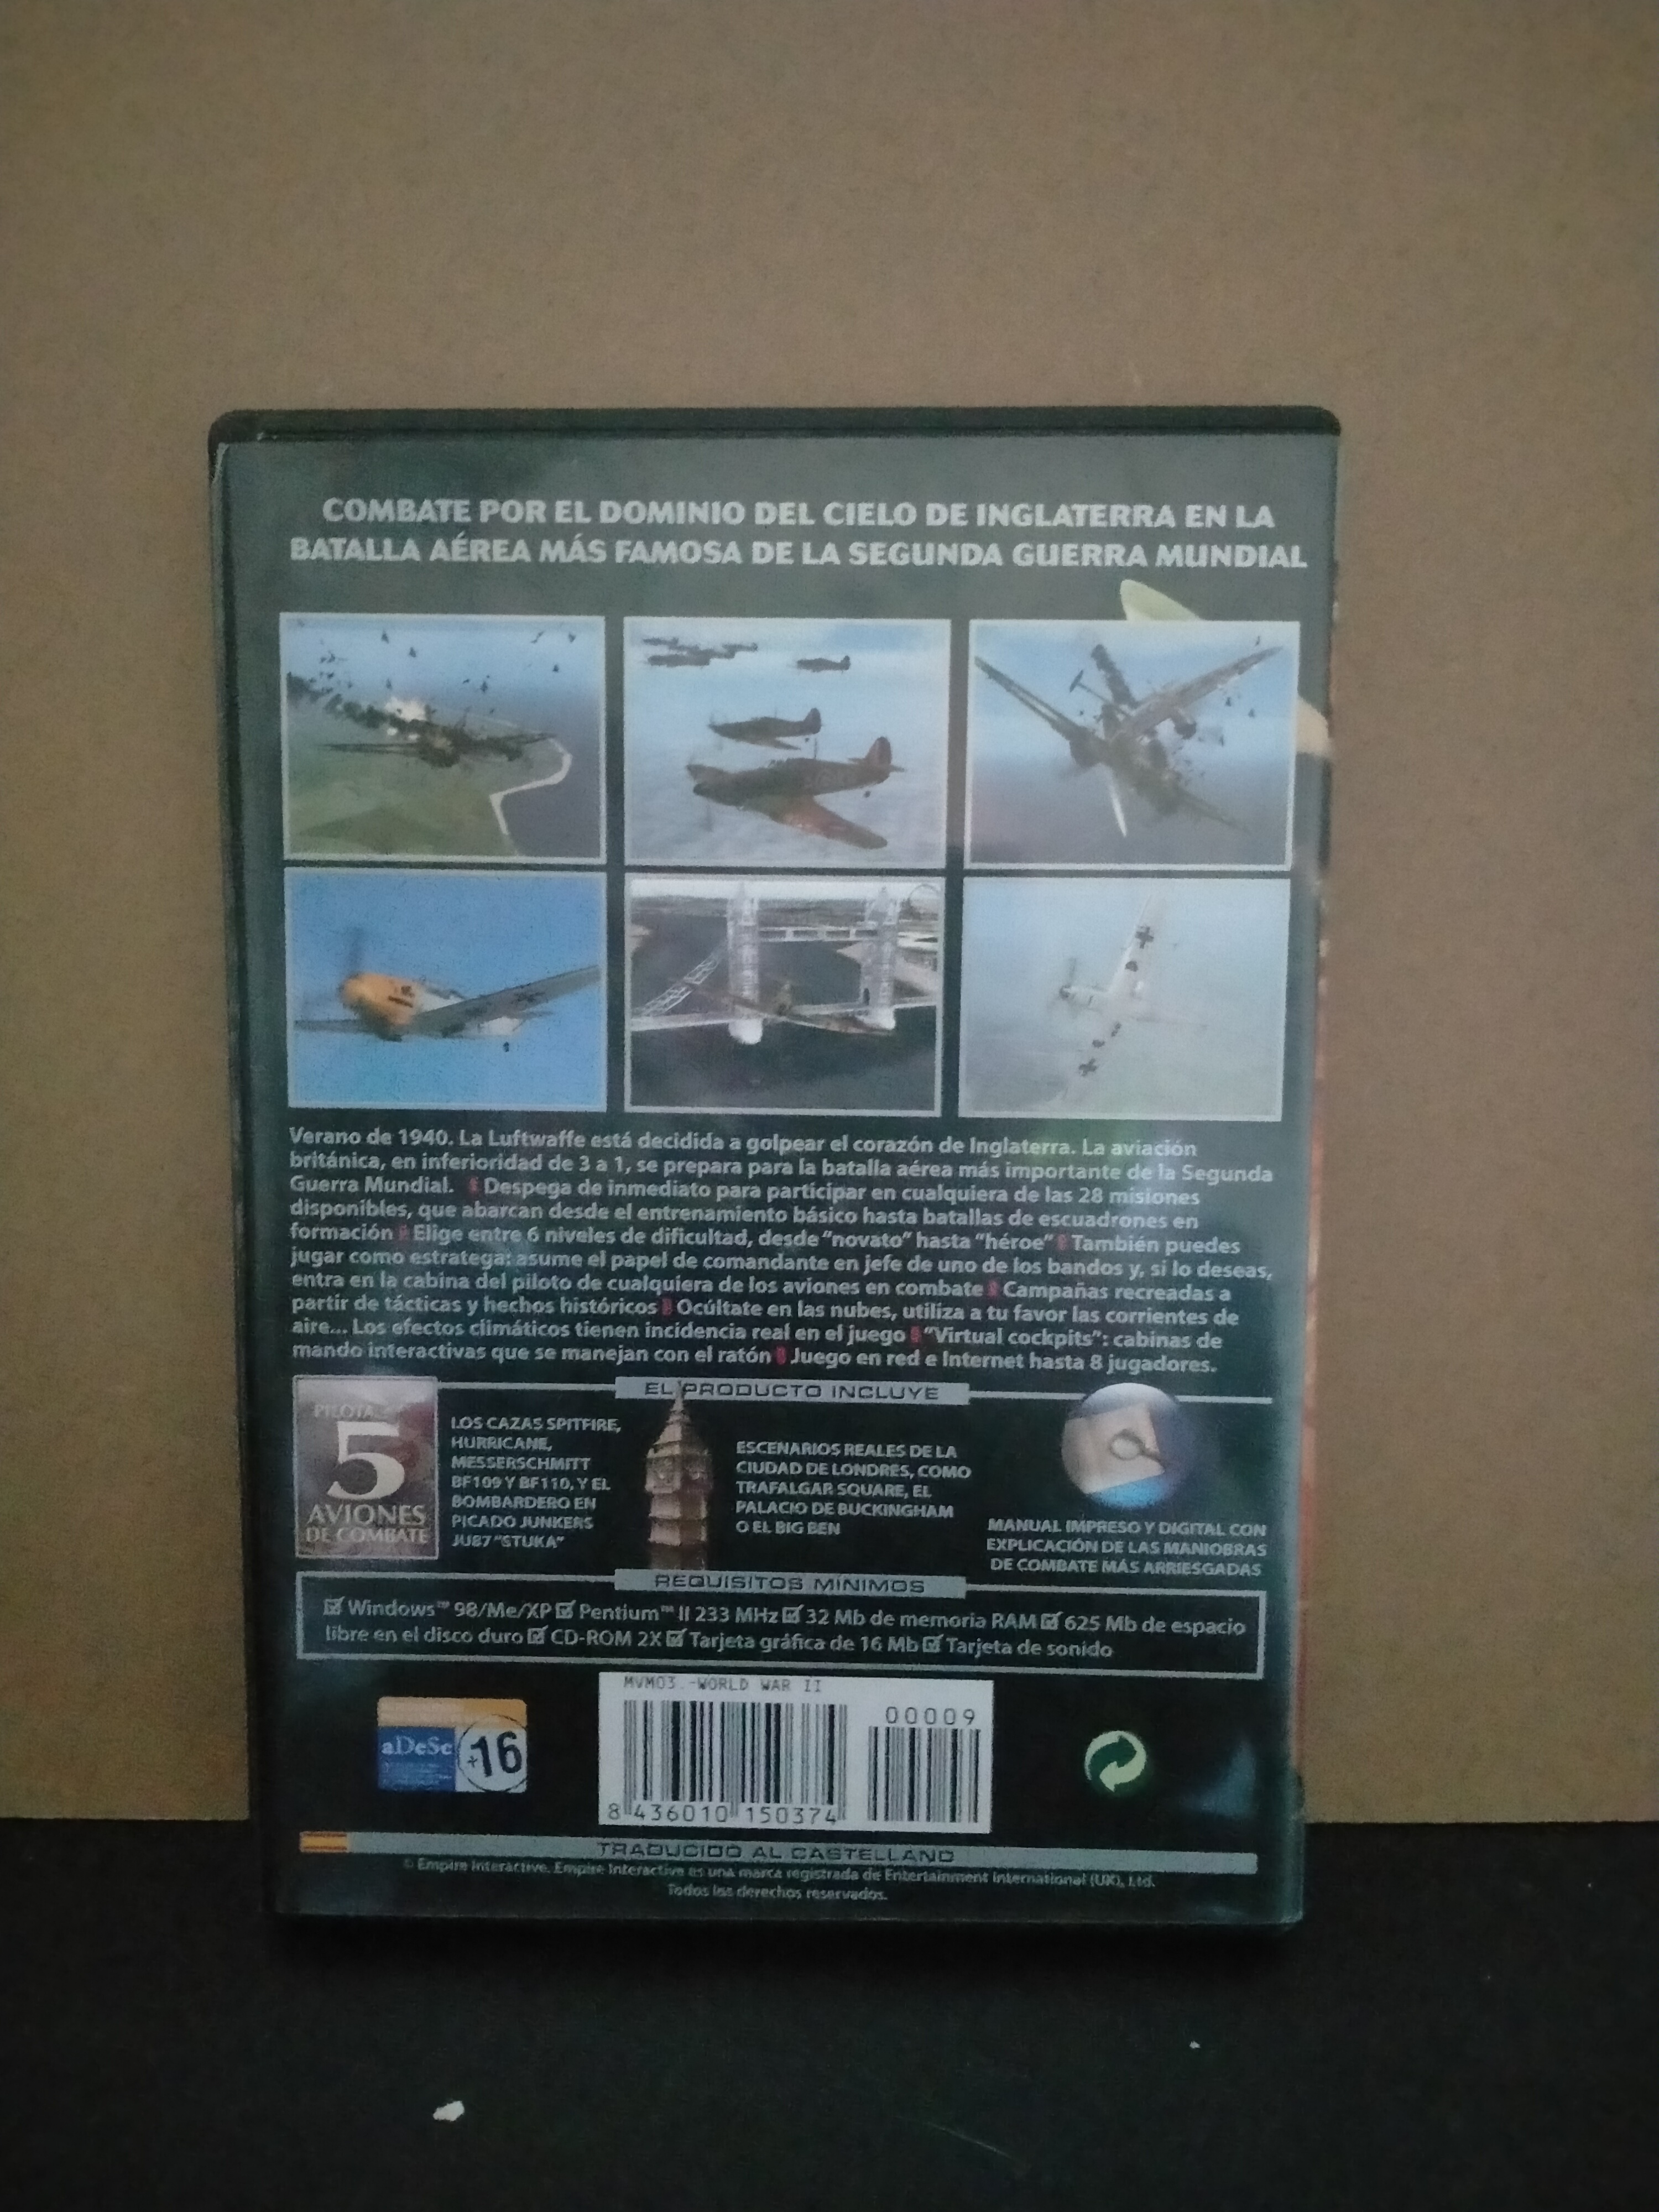 COMBATE POR EL DOMINIO DEL CIELO DE INGLATERRA EN LA
BATALLA AÉREA MÁS FAMOSA DE LA SEGUNDA GUERRA MUNDIAL
Verano de 1940. La Luftwaffe está decidida a golpear el corazón de Inglaterra. La aviación
británica, en inferioridad de 3 a 1, se prepara para la batalla aérea más importante de la Segunda
Guerra Mundial. Despega de inmediato para participar en cualquiera de las 28 misiones
disponibles, que abarcan desde el entrenamiento básico hasta batallas de escuadrones en
formación Elige entre 6 niveles de dificultad, desde "novato" hasta "héroe" También puedes
jugar como estratega: asume el papel de comandante en jefe de uno de los bandos y, si lo deseas,
entra en la cabina del piloto de cualquiera de los aviones en combate Campañas recreadas a
partir de tácticas y hechos históricos Ocúltate en las nubes, utiliza a tu favor las corrientes de
aire... Los efectos climáticos tienen incidencia real en el juego "Virtual cockpits": cabinas de
mando interactivas que se manejan con el ratón Juego en red e Internet hasta 8 jugadores.
EL PRODUCTO INCLUYE
PILOTA
5
AVIONES
DE COMBATE
LOS CAZAS SPITFIRE,
HURRICANE,
MESSERSCHMITT
BF109 Y BF110, Y EL
BOMBARDERO EN
PICADO JUNKERS
JU87 "STUKA"
ESCENARIOS REALES DE LA
CIUDAD DE LONDRES, COMO
TRAFALGAR SQUARE, EL
PALACIO DE BUCKINGHAM
O EL BIG BEN
MANUAL IMPRESO Y DIGITAL CON
EXPLICACIÓN DE LAS MANIOBRAS
DE COMBATE MÁS ARRIESGADAS
REQUISITOS MÍNIMOS
Windows™ 98/Me/XP Pentium™ II 233 MHz 32 Mb de memoria RAM 625 Mb de espacio
libre en el disco duro CD-ROM 2X Tarjeta gráfica de 16 Mb Tarjeta de sonido
MVM03.-WORLD WAR II
00009
8 436010 150374
aDeSe
+16
TRADUCIDO AL CASTELLANO
© Empire Interactive. Empire Interactive es una marca registrada de Entertainment International (UK), Ltd.
Todos los derechos reservados.